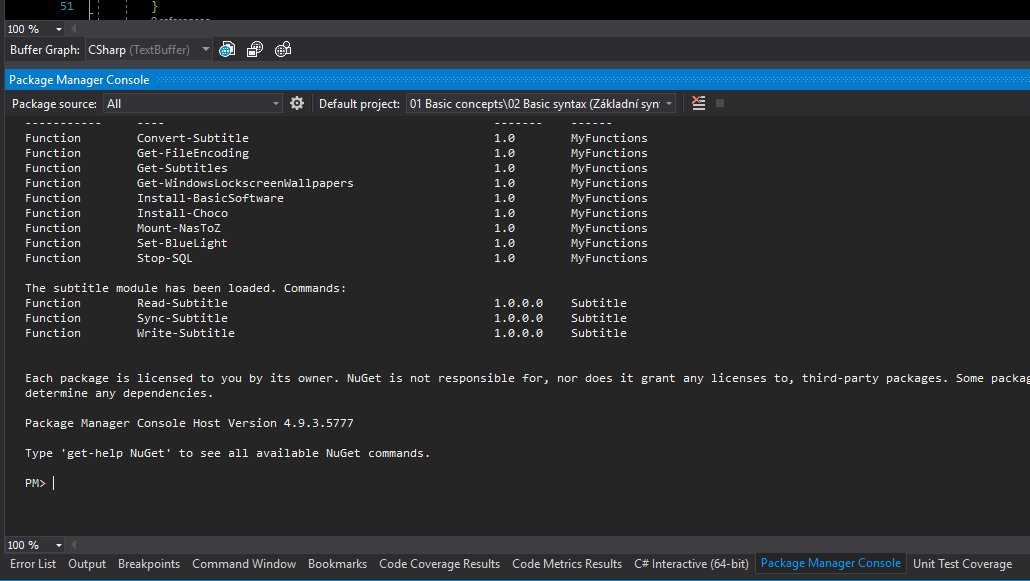 51 }
100 %
Buffer Graph: CSharp (TextBuffer)
Package Manager Console
Package source: All Default project: 01 Basic concepts\02 Basic syntax (Základní syn
----------- ---- ------- ------
Function Convert-Subtitle 1.0 MyFunctions
Function Get-FileEncoding 1.0 MyFunctions
Function Get-Subtitles 1.0 MyFunctions
Function Get-WindowsLockscreenWallpapers 1.0 MyFunctions
Function Install-BasicSoftware 1.0 MyFunctions
Function Install-Choco 1.0 MyFunctions
Function Mount-NasToZ 1.0 MyFunctions
Function Set-BlueLight 1.0 MyFunctions
Function Stop-SQL 1.0 MyFunctions
The subtitle module has been loaded. Commands:
Function Read-Subtitle 1.0.0.0 Subtitle
Function Sync-Subtitle 1.0.0.0 Subtitle
Function Write-Subtitle 1.0.0.0 Subtitle
Each package is licensed to you by its owner. NuGet is not responsible for, nor does it grant any licenses to, third-party packages. Some packag
determine any dependencies.
Package Manager Console Host Version 4.9.3.5777
Type 'get-help NuGet' to see all available NuGet commands.
PM>
100 %
Error List Output Breakpoints Command Window Bookmarks Code Coverage Results Code Metrics Results C# Interactive (64-bit) Package Manager Console Unit Test Coverage